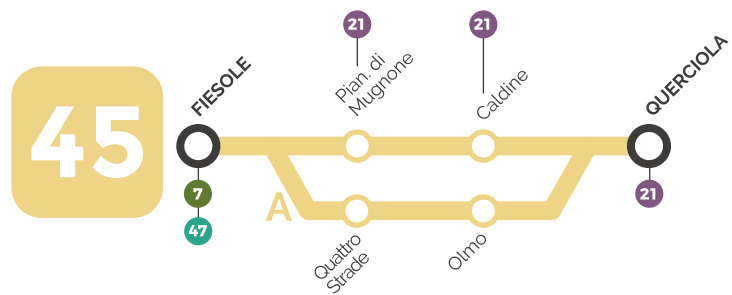 45
FIESOLE
7
47
21
Pian. di
Mugnone
21
Caldine
QUERCIOLA
21
A
Quattro
Strade
Olmo